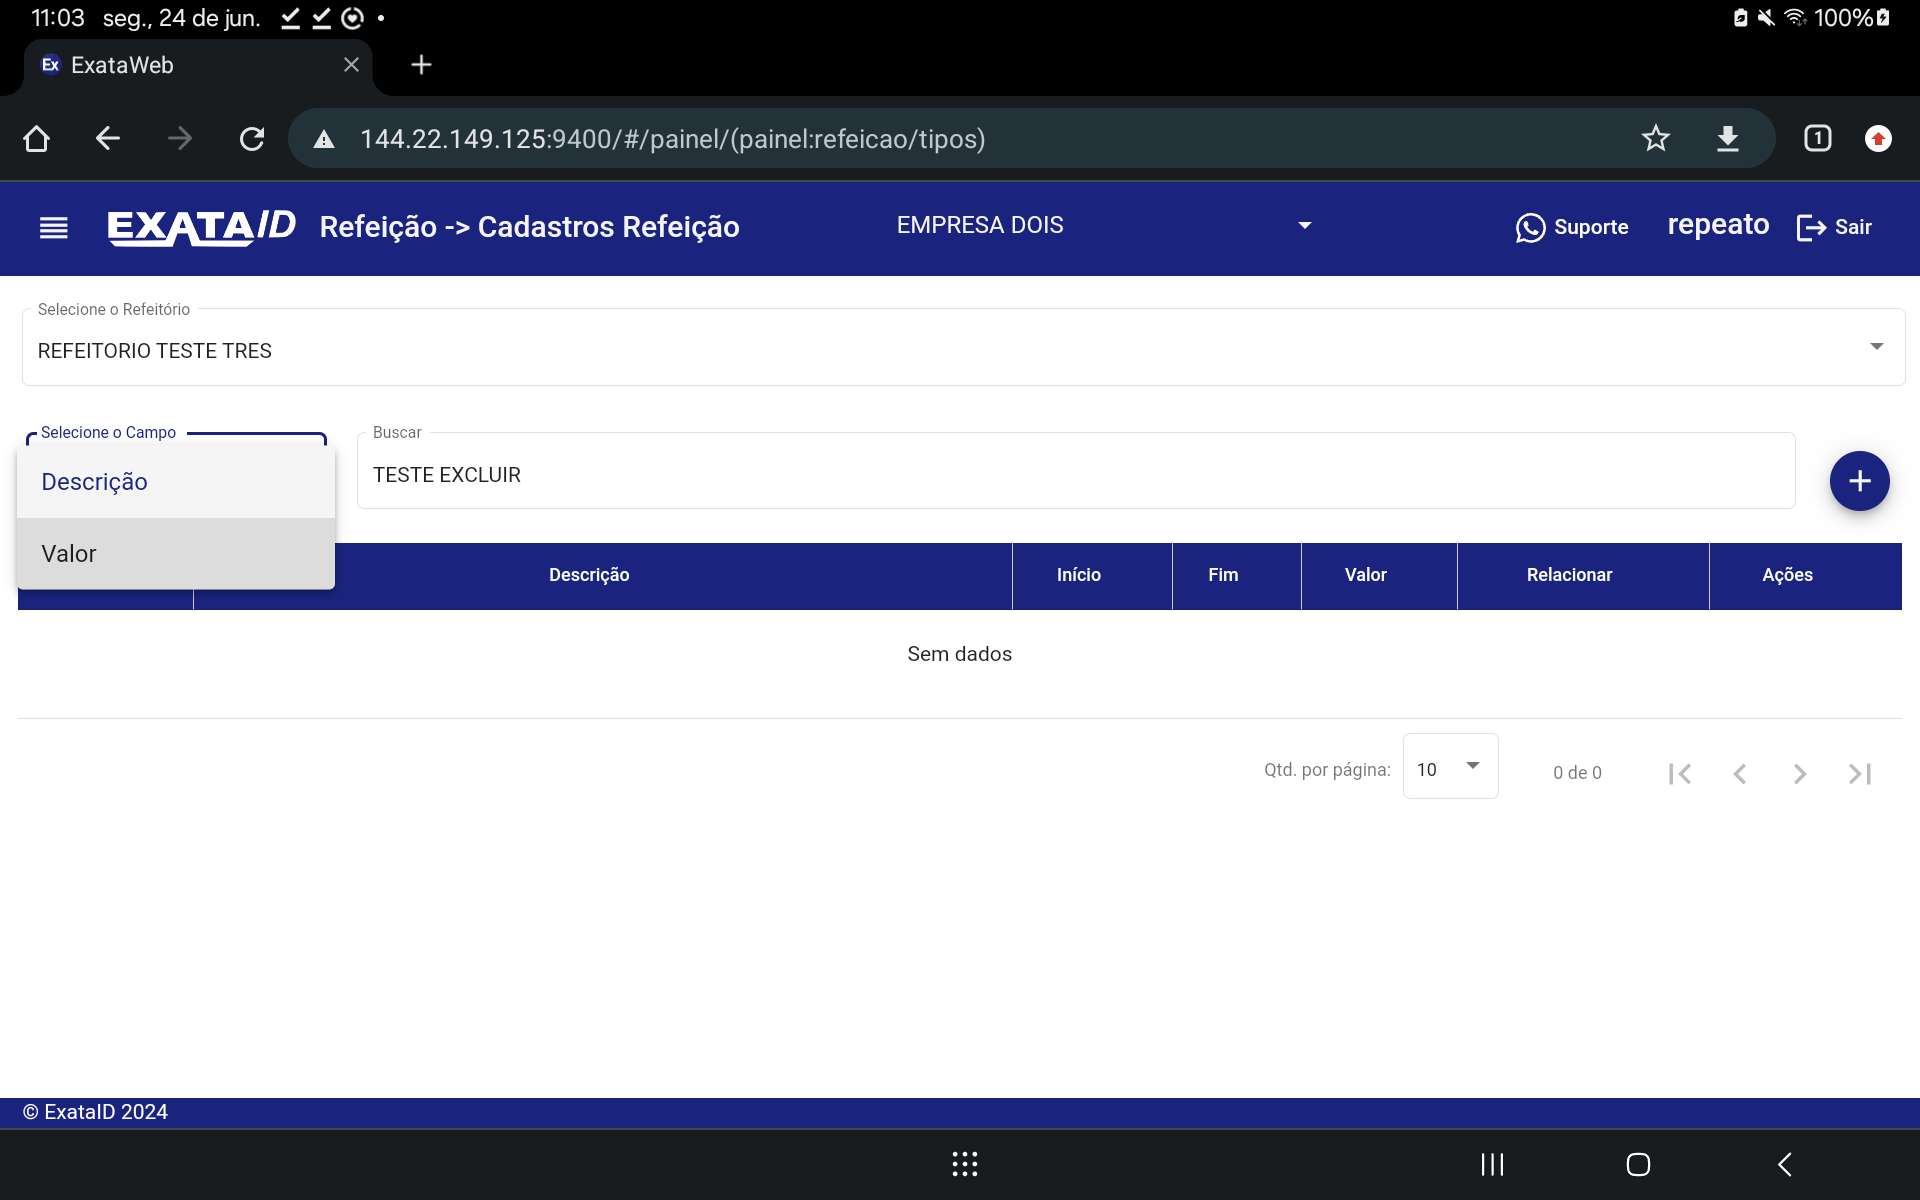 11:03 seg., 24 de jun. 100%
Ex ExataWeb
144.22.149.125:9400/#/painel/(painel:refeicao/tipos) 1
EXATAID Refeição -> Cadastros Refeição EMPRESA DOIS Suporte repeato Sair
Selecione o Refeitório
REFEITORIO TESTE TRES
Selecione o Campo Buscar
Descrição TESTE EXCLUIR
Valor
Descrição Início Fim Valor Relacionar Ações
Sem dados
Qtd. por página: 10 0 de 0
© ExataID 2024